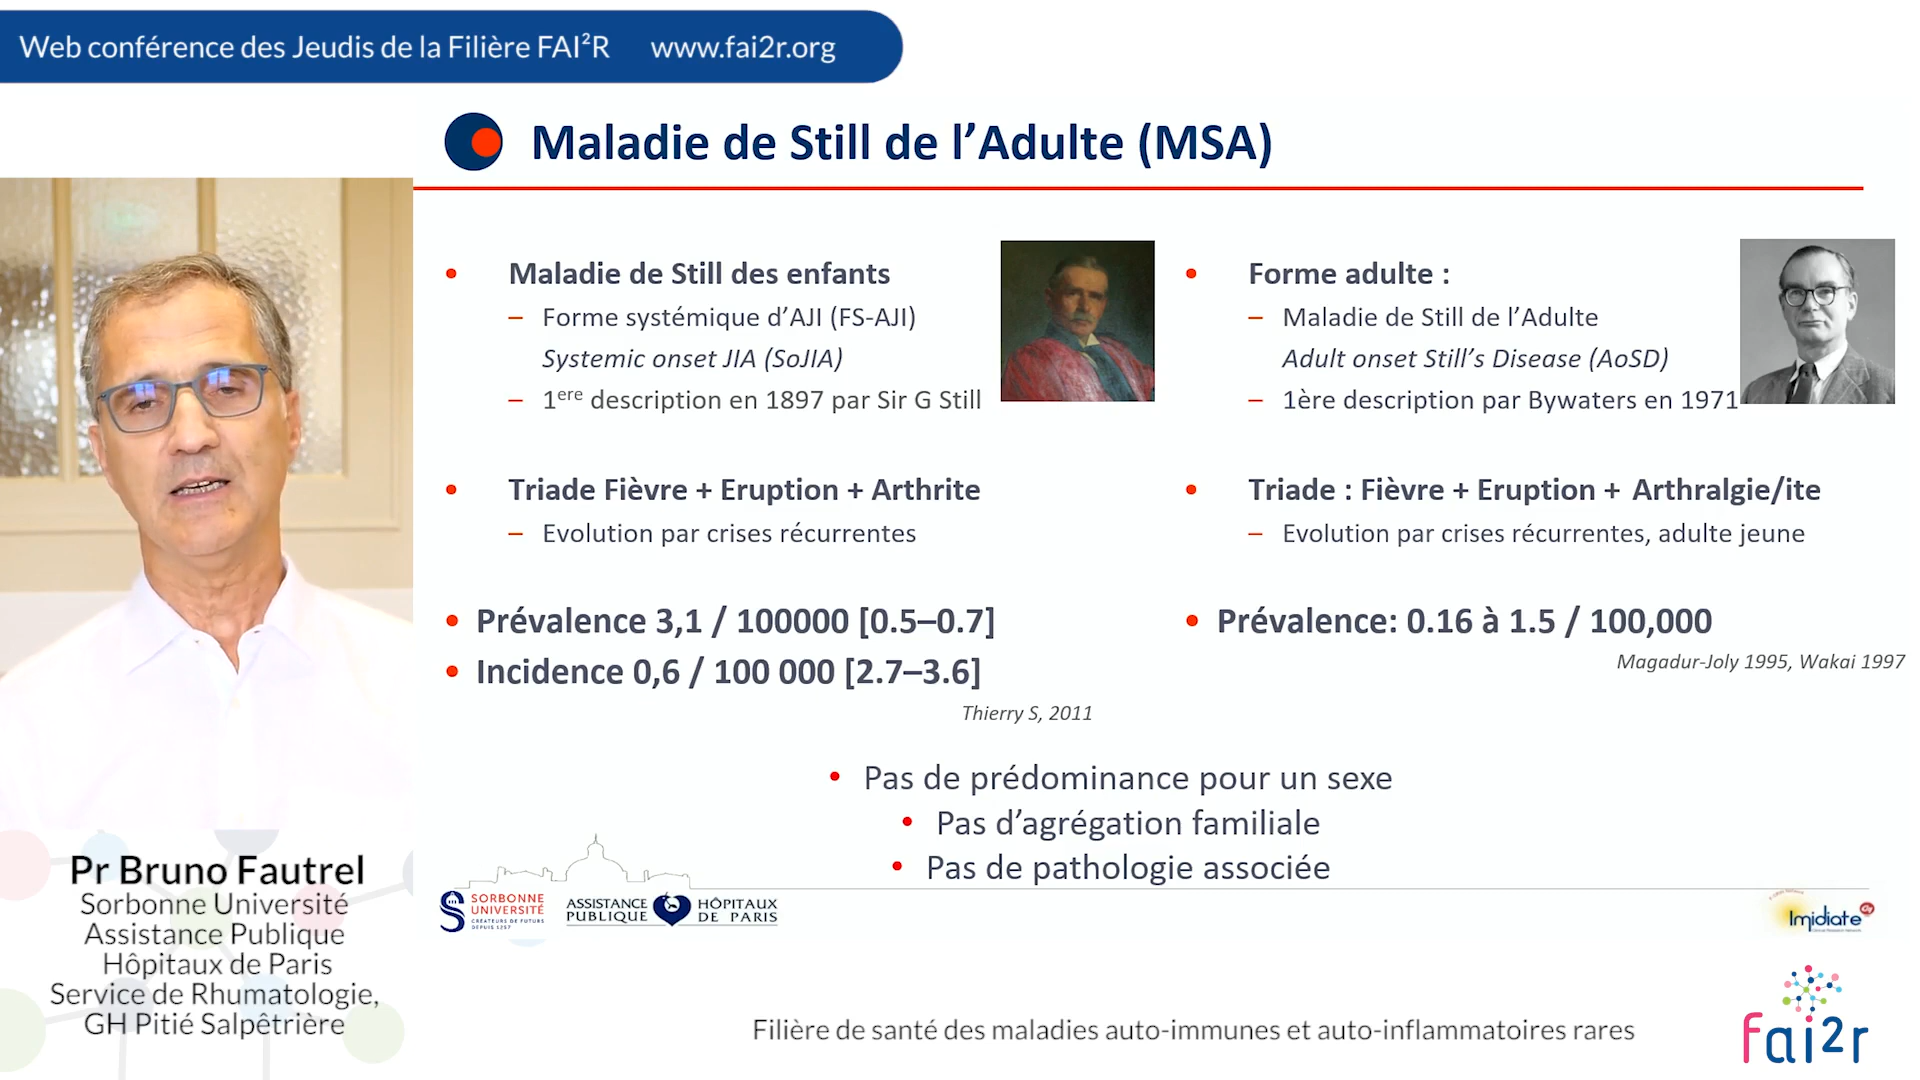 Web conférence des Jeudis de la Filière FAI²R www.fai2r.org
Maladie de Still de l’Adulte (MSA)
• Maladie de Still des enfants
– Forme systémique d’AJI (FS-AJI)
Systemic onset JIA (SoJIA)
– 1ere description en 1897 par Sir G Still
• Triade Fièvre + Eruption + Arthrite
– Evolution par crises récurrentes
• Prévalence 3,1 / 100000 [0.5–0.7]
• Incidence 0,6 / 100 000 [2.7–3.6]
Thierry S, 2011
• Forme adulte :
– Maladie de Still de l’Adulte
Adult onset Still’s Disease (AoSD)
– 1ère description par Bywaters en 1971
• Triade : Fièvre + Eruption + Arthralgie/ite
– Evolution par crises récurrentes, adulte jeune
• Prévalence: 0.16 à 1.5 / 100,000
Magadur-Joly 1995, Wakai 1997
• Pas de prédominance pour un sexe
• Pas d’agrégation familiale
• Pas de pathologie associée
Pr Bruno Fautrel
Sorbonne Université
Assistance Publique
Hôpitaux de Paris
Service de Rhumatologie,
GH Pitié Salpêtrière
SORBONNE
UNIVERSITÉ
CRÉATEURS DE FUTURS
DEPUIS 1257
ASSISTANCE PUBLIQUE
HÔPITAUX DE PARIS
Imidiate
Filière de santé des maladies auto-immunes et auto-inflammatoires rares
fai2r